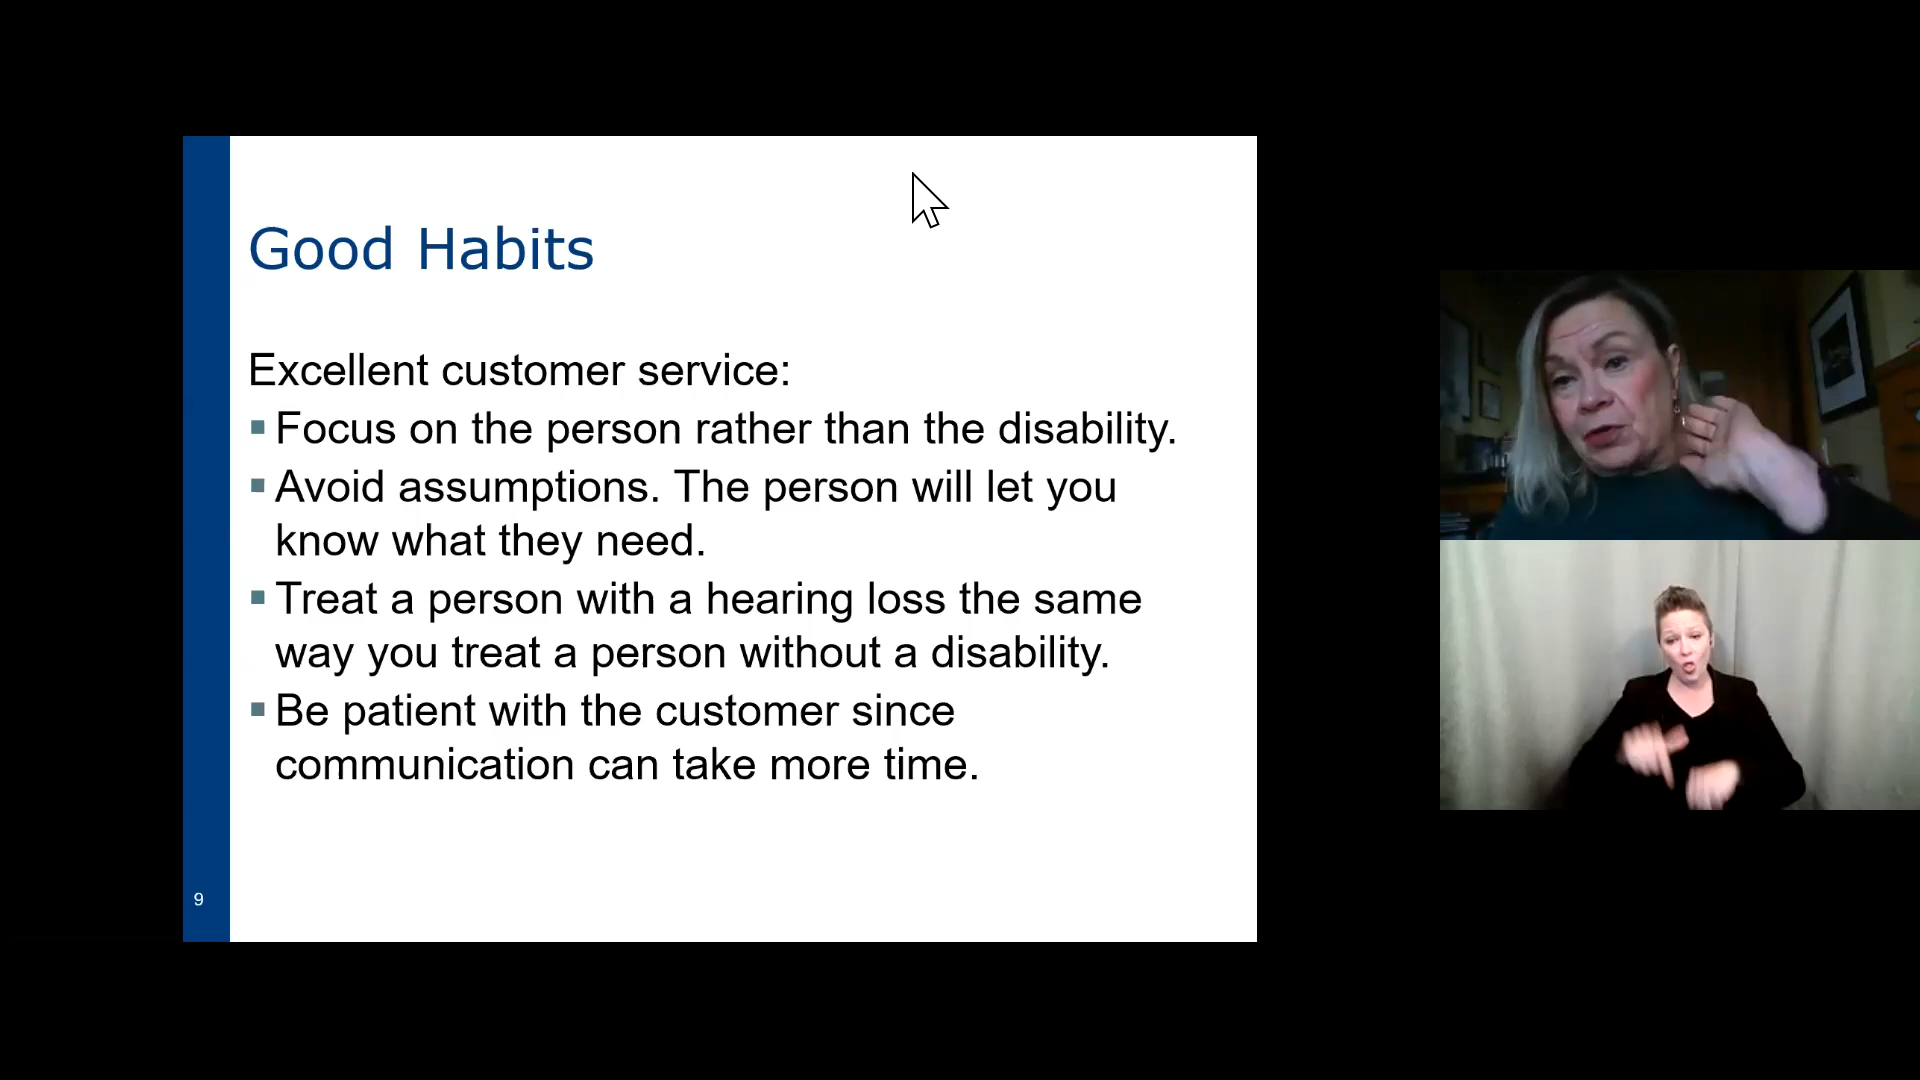 Good Habits
Excellent customer service:
▪ Focus on the person rather than the disability.
▪ Avoid assumptions. The person will let you
know what they need.
▪ Treat a person with a hearing loss the same
way you treat a person without a disability.
▪ Be patient with the customer since
communication can take more time.
9